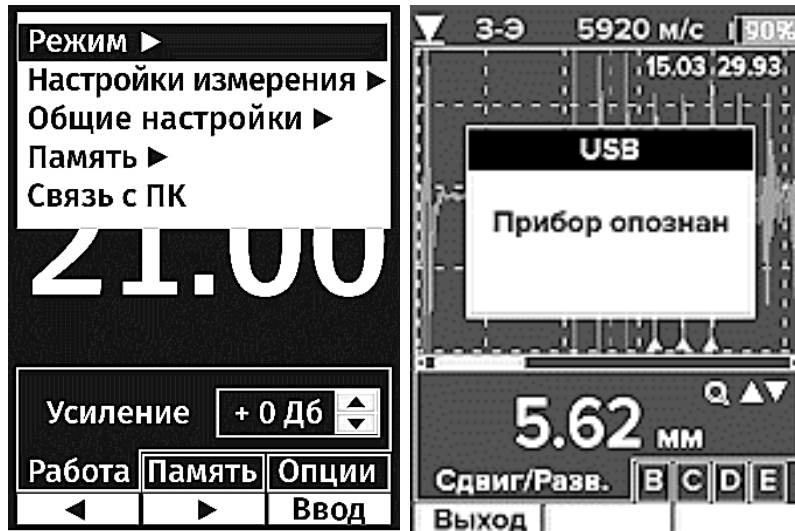 Режим ▶
Настройки измерения ▶
Общие настройки ▶
Память ▶
Связь с ПК
21.00
Усиление + 0 Дб
Работа Память Опции
◀ ▶ Ввод
З-Э 5920 м/с 90%
15.03 29.93
USB
Прибор опознан
5.62 мм
Сдвиг/Разв. B C D E
Выход